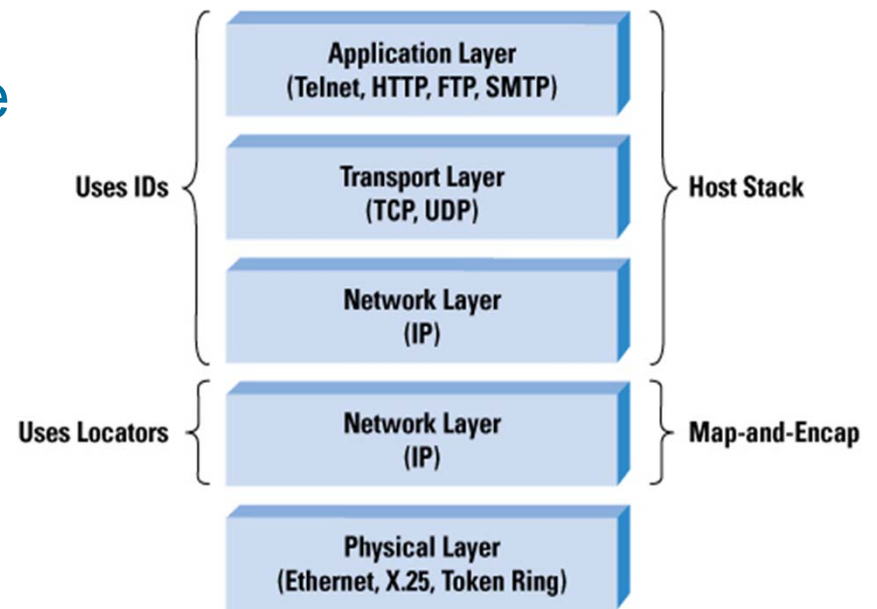 e
Application Layer
(Telnet, HTTP, FTP, SMTP)
Uses IDs
Transport Layer
(TCP, UDP)
Host Stack
Network Layer
(IP)
Uses Locators
Network Layer
(IP)
Map-and-Encap
Physical Layer
(Ethernet, X.25, Token Ring)